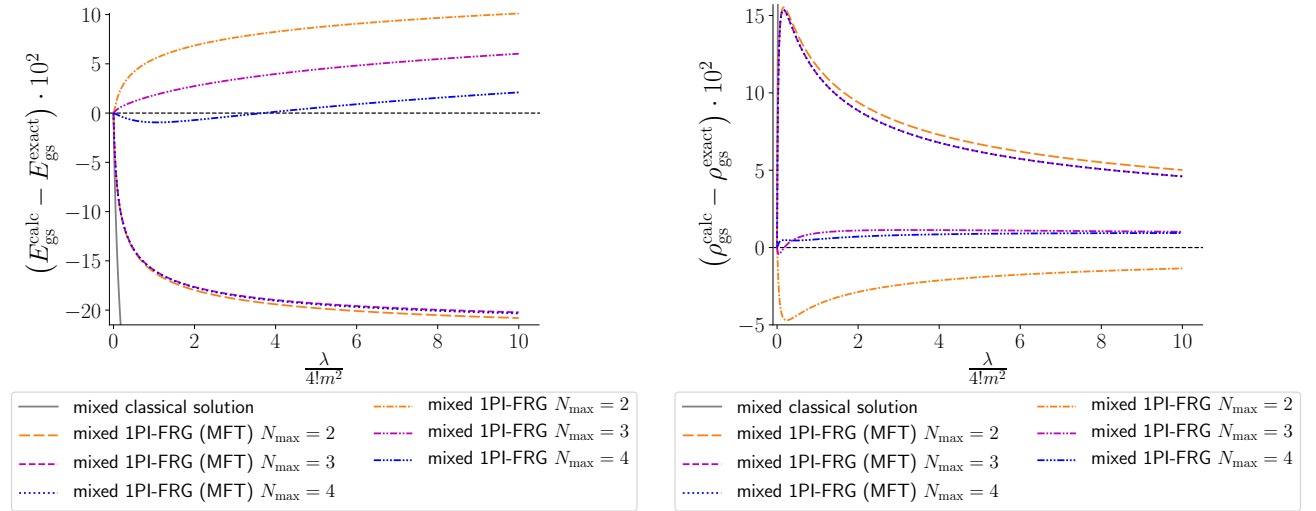 (E_gs^calc − E_gs^exact) · 10^2
10
5
0
−5
−10
−15
−20
0 2 4 6 8 10
λ / 4!m^2
mixed classical solution
mixed 1PI-FRG (MFT) N_max = 2
mixed 1PI-FRG (MFT) N_max = 3
mixed 1PI-FRG (MFT) N_max = 4
mixed 1PI-FRG N_max = 2
mixed 1PI-FRG N_max = 3
mixed 1PI-FRG N_max = 4
(ρ_gs^calc − ρ_gs^exact) · 10^2
15
10
5
0
−5
0 2 4 6 8 10
λ / 4!m^2
mixed classical solution
mixed 1PI-FRG (MFT) N_max = 2
mixed 1PI-FRG (MFT) N_max = 3
mixed 1PI-FRG (MFT) N_max = 4
mixed 1PI-FRG N_max = 2
mixed 1PI-FRG N_max = 3
mixed 1PI-FRG N_max = 4